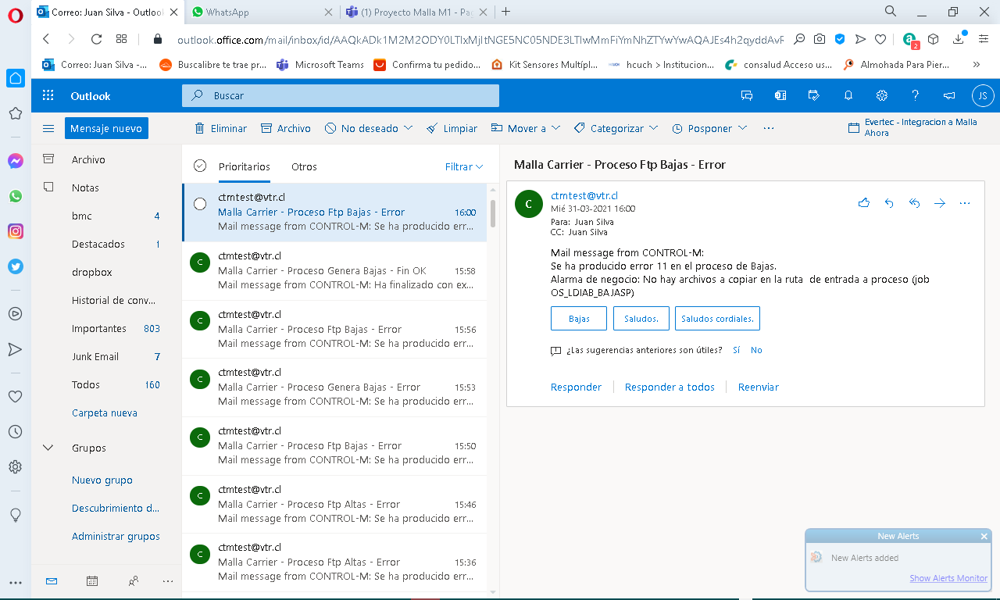 Correo: Juan Silva - Outlook
WhatsApp
(1) Proyecto Malla M1 - Pag
outlook.office.com/mail/inbox/id/
2
Correo: Juan Silva -...
Buscalibre te trae pr...
Microsoft Teams
Confirma tu pedido...
Kit Sensores Multípl...
hcuch > Institucion...
consalud Acceso us...
Almohada Para Pier...
Outlook
Buscar
JS
Mensaje nuevo
Eliminar
Archivo
No deseado
Limpiar
Mover a
Categorizar
Posponer
Evertec - Integracion a Malla
Ahora
Archivo
Notas
bmc 4
Destacados 1
dropbox
Historial de conv...
Importantes 803
Junk Email 7
Todos 160
Carpeta nueva
Grupos
Nuevo grupo
Descubrimiento d...
Administrar grupos
Prioritarios
Otros
Filtrar
ctmtest@vtr.cl
Malla Carrier - Proceso Ftp Bajas - Error 16:00
Mail message from CONTROL-M: Se ha producido err...
C
ctmtest@vtr.cl
Malla Carrier - Proceso Genera Bajas - Fin OK 15:58
Mail message from CONTROL-M: Ha finalizado con ex...
C
ctmtest@vtr.cl
Malla Carrier - Proceso Ftp Bajas - Error 15:56
Mail message from CONTROL-M: Se ha producido err...
C
ctmtest@vtr.cl
Malla Carrier - Proceso Genera Bajas - Error 15:53
Mail message from CONTROL-M: Se ha producido err...
C
ctmtest@vtr.cl
Malla Carrier - Proceso Ftp Bajas - Error 15:50
Mail message from CONTROL-M: Se ha producido err...
C
ctmtest@vtr.cl
Malla Carrier - Proceso Ftp Altas - Error 15:46
Mail message from CONTROL-M: Se ha producido err...
C
ctmtest@vtr.cl
Malla Carrier - Proceso Ftp Altas - Error 15:36
Mail message from CONTROL-M: Se ha producido err...
Malla Carrier - Proceso Ftp Bajas - Error
C
ctmtest@vtr.cl
Mié 31-03-2021 16:00
Para: Juan Silva
CC: Juan Silva
Mail message from CONTROL-M:
Se ha producido error 11 en el proceso de Bajas.
Alarma de negocio: No hay archivos a copiar en la ruta de entrada a proceso (job
OS_LDIAB_BAJASP)
Bajas
Saludos.
Saludos cordiales.
¿Las sugerencias anteriores son útiles? Sí No
Responder
Responder a todos
Reenviar
New Alerts
New Alerts added
Show Alerts Monitor